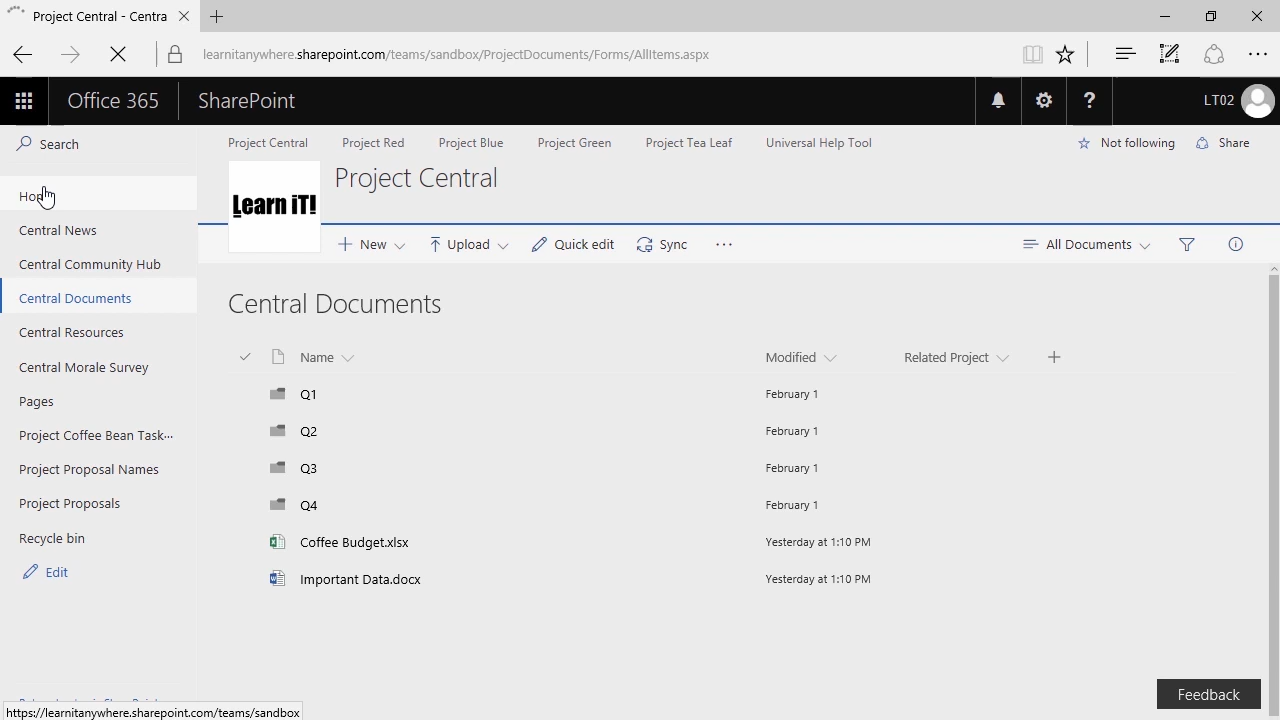 Project Central - Centra
learnitanywhere.sharepoint.com/teams/sandbox/ProjectDocuments/Forms/AllItems.aspx
Office 365 SharePoint ? LT02
Search
Project Central Project Red Project Blue Project Green Project Tea Leaf Universal Help Tool Not following Share
Learn iT!
Project Central
New Upload Quick edit Sync ... All Documents
Home
Central News
Central Community Hub
Central Documents
Central Resources
Central Morale Survey
Pages
Project Coffee Bean Task...
Project Proposal Names
Project Proposals
Recycle bin
Edit
Central Documents
Name Modified Related Project
Q1 February 1
Q2 February 1
Q3 February 1
Q4 February 1
Coffee Budget.xlsx Yesterday at 1:10 PM
Important Data.docx Yesterday at 1:10 PM
Feedback
https://learnitanywhere.sharepoint.com/teams/sandbox